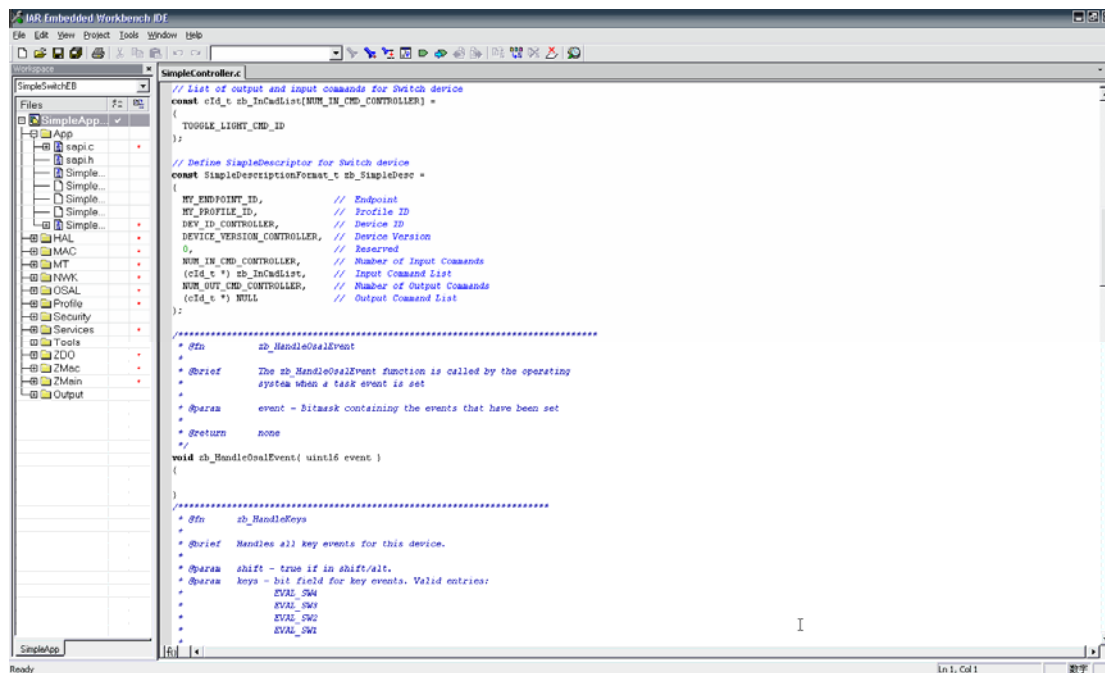 IAR Embedded Workbench IDE
File Edit View Project Tools Window Help
Workspace
SimpleSwitchEB
Files
SimpleApp...
App
sapi.c
sapi.h
Simple...
Simple...
Simple...
Simple...
Simple...
HAL
MAC
MT
NWK
OSAL
Profile
Security
Services
Tools
ZDO
ZMac
ZMain
Output
SimpleApp
SimpleController.c
// List of output and input commands for Switch device
const cId_t zb_InCmdList[NUM_IN_CMD_CONTROLLER] =
{
TOGGLE_LIGHT_CMD_ID
};
// Define SimpleDescriptor for Switch device
const SimpleDescriptionFormat_t zb_SimpleDesc =
{
MY_ENDPOINT_ID, // Endpoint
MY_PROFILE_ID, // Profile ID
DEV_ID_CONTROLLER, // Device ID
DEVICE_VERSION_CONTROLLER, // Device Version
0, // Reserved
NUM_IN_CMD_CONTROLLER, // Number of Input Commands
(cId_t *) zb_InCmdList, // Input Command List
NUM_OUT_CMD_CONTROLLER, // Number of Output Commands
(cId_t *) NULL // Output Command List
};
/******************************************************************************
* @fn zb_HandleOsalEvent
*
* @brief The zb_HandleOsalEvent function is called by the operating
* system when a task event is set
*
* @param event - Bitmask containing the events that have been set
*
* @return none
*/
void zb_HandleOsalEvent( uint16 event )
{
}
/*********************************************************************
* @fn zb_HandleKeys
*
* @brief Handles all key events for this device.
*
* @param shift - true if in shift/alt.
* @param keys - bit field for key events. Valid entries:
* EVAL_SW4
* EVAL_SW3
* EVAL_SW2
* EVAL_SW1
*
Ready
Ln 1, Col 1
数字